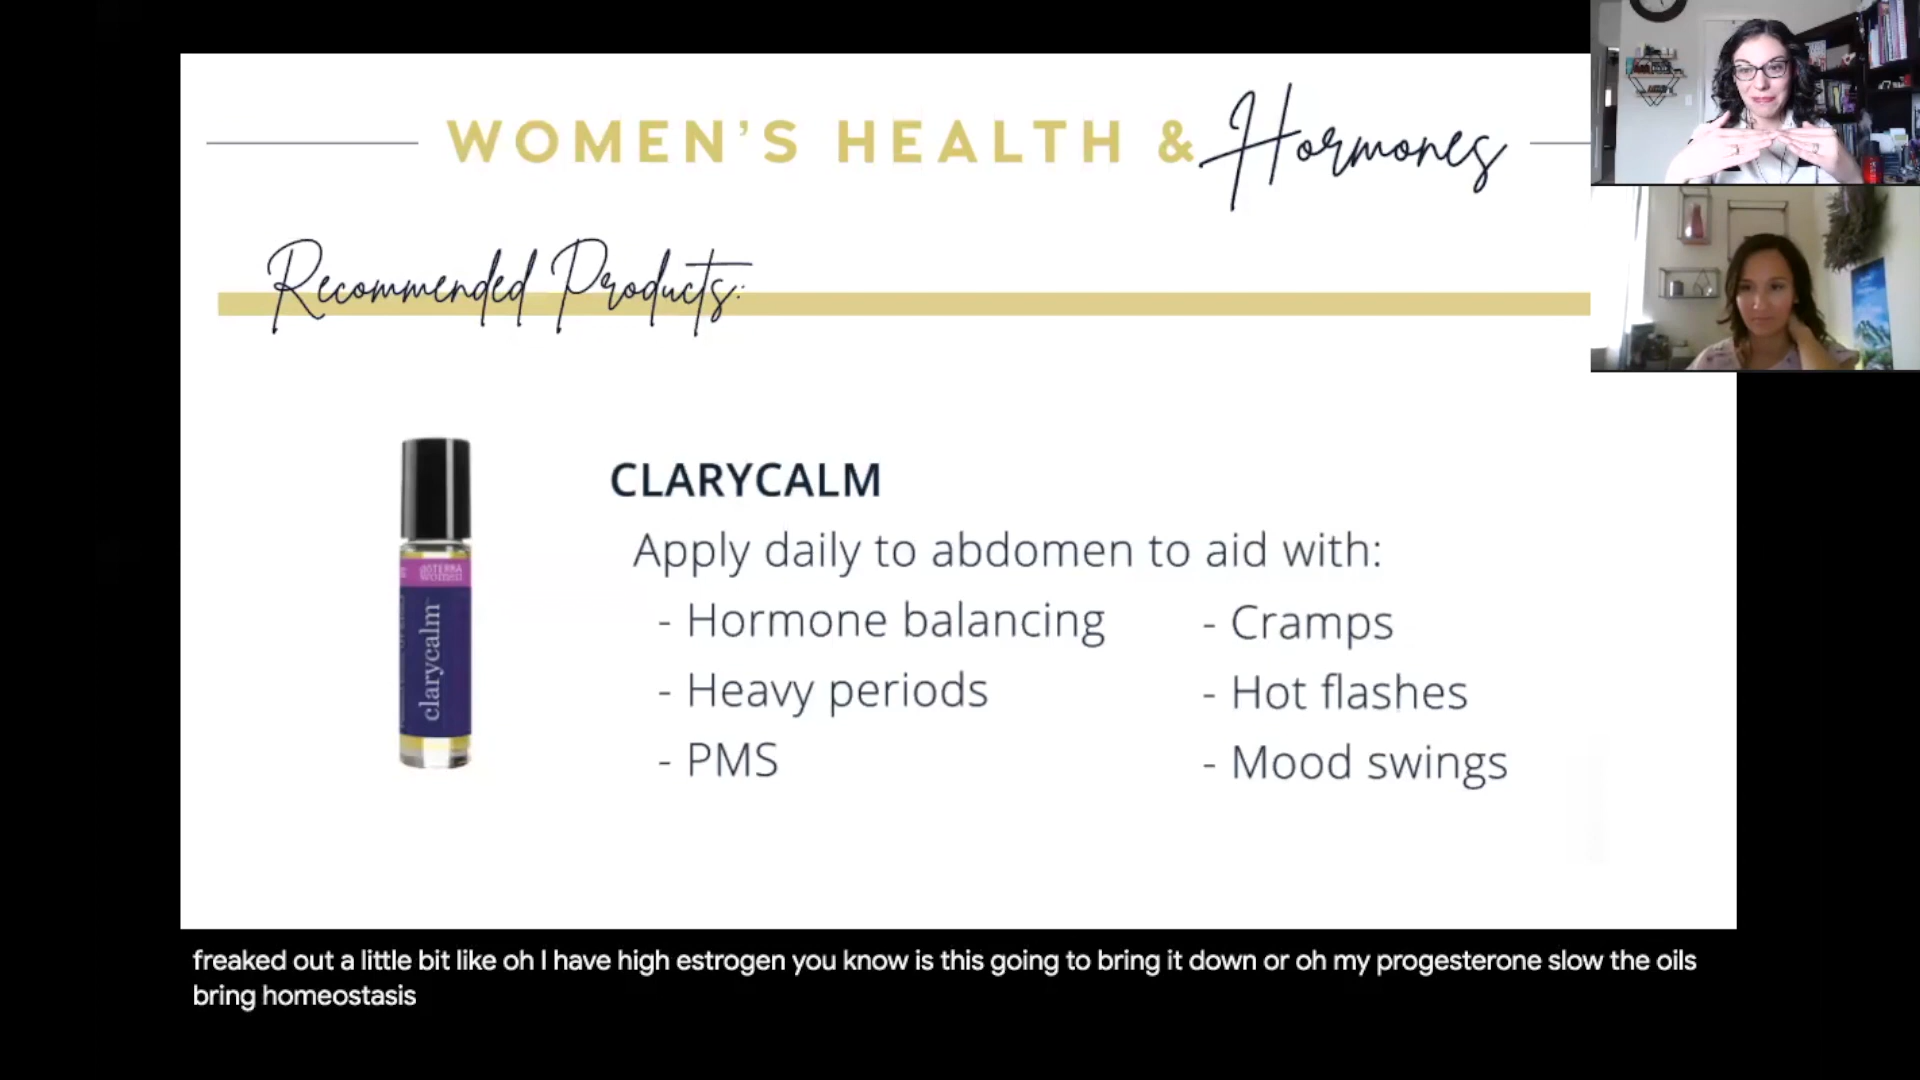 WOMEN'S HEALTH & Hormones
Recommended Products:
CLARYCALM
Apply daily to abdomen to aid with:
- Hormone balancing
- Cramps
- Heavy periods
- Hot flashes
- PMS
- Mood swings
dōTERRA
women
clarycalm
freaked out a little bit like oh I have high estrogen you know is this going to bring it down or oh my progesterone slow the oils
bring homeostasis